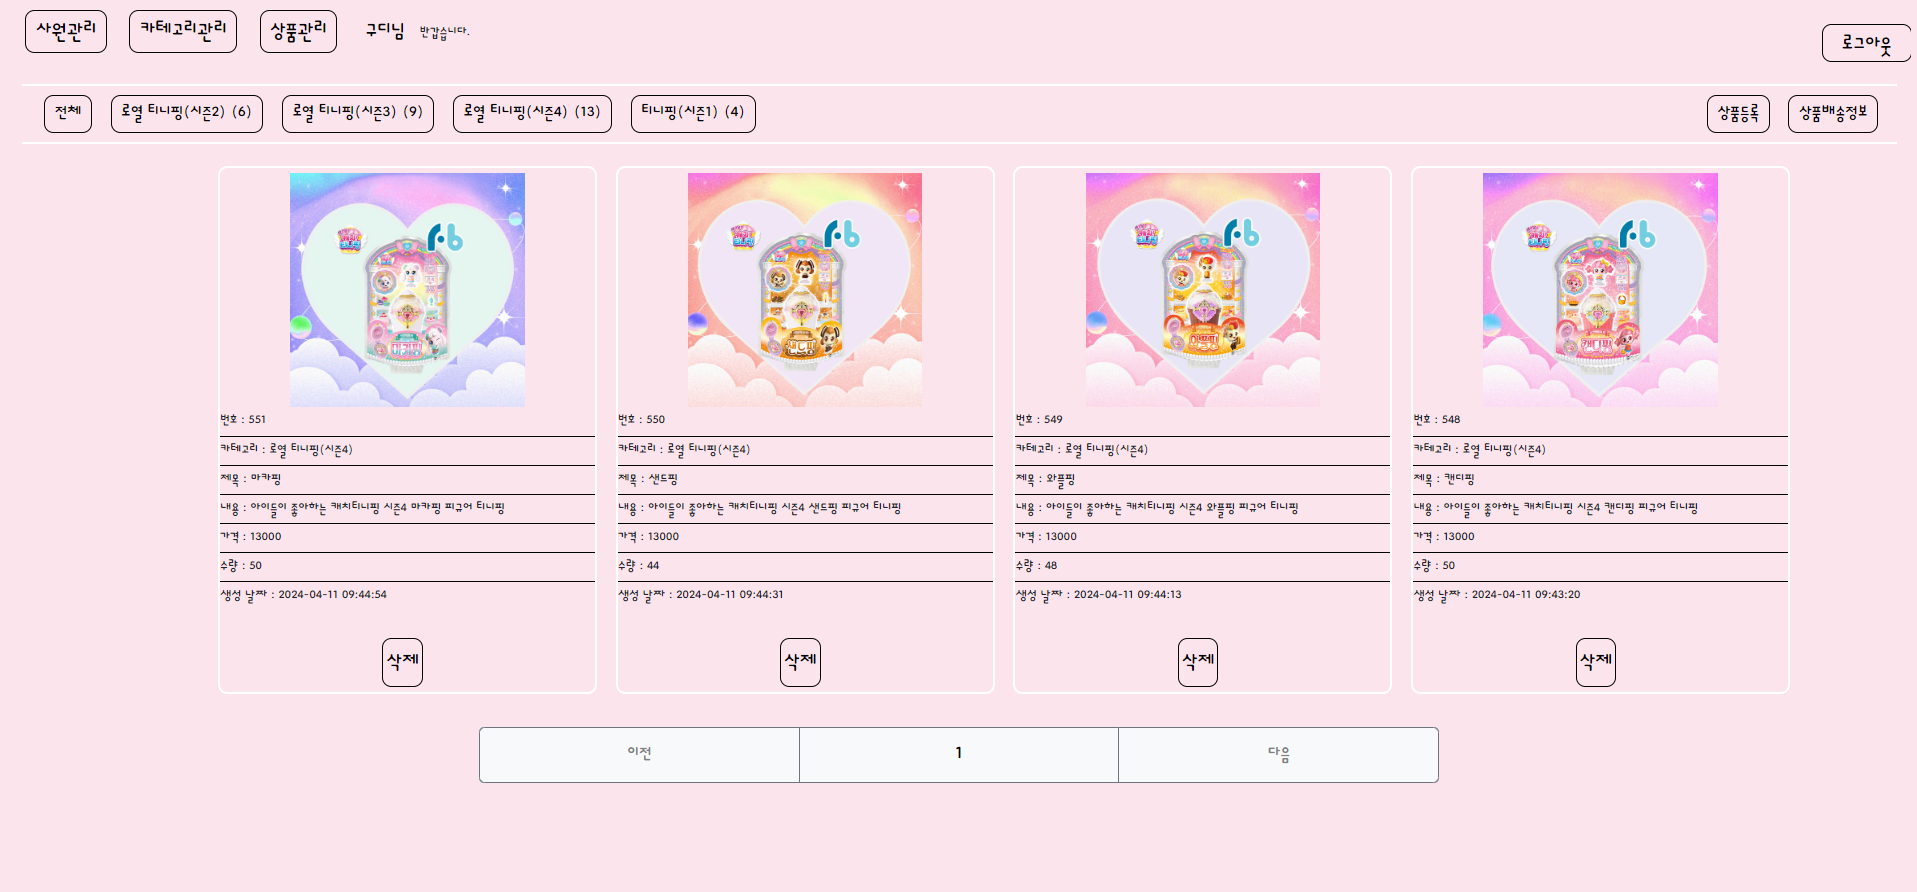 사원관리 카테고리관리 상품관리 구디님 반갑습니다. 로그아웃
전체 로열 티니핑(시즌2) (6) 로열 티니핑(시즌3) (9) 로열 티니핑(시즌4) (13) 티니핑(시즌1) (4) 상품등록 상품배송정보
마카핑
번호 : 551
카테고리 : 로열 티니핑(시즌4)
제목 : 마카핑
내용 : 아이들이 좋아하는 캐치티니핑 시즌4 마카핑 피규어 티니핑
가격 : 13000
수량 : 50
생성 날짜 : 2024-04-11 09:44:54
삭제
샌드핑
번호 : 550
카테고리 : 로열 티니핑(시즌4)
제목 : 샌드핑
내용 : 아이들이 좋아하는 캐치티니핑 시즌4 샌드핑 피규어 티니핑
가격 : 13000
수량 : 44
생성 날짜 : 2024-04-11 09:44:31
삭제
와플핑
번호 : 549
카테고리 : 로열 티니핑(시즌4)
제목 : 와플핑
내용 : 아이들이 좋아하는 캐치티니핑 시즌4 와플핑 피규어 티니핑
가격 : 13000
수량 : 48
생성 날짜 : 2024-04-11 09:44:13
삭제
캔디핑
번호 : 548
카테고리 : 로열 티니핑(시즌4)
제목 : 캔디핑
내용 : 아이들이 좋아하는 캐치티니핑 시즌4 캔디핑 피규어 티니핑
가격 : 13000
수량 : 50
생성 날짜 : 2024-04-11 09:43:20
삭제
이전 1 다음